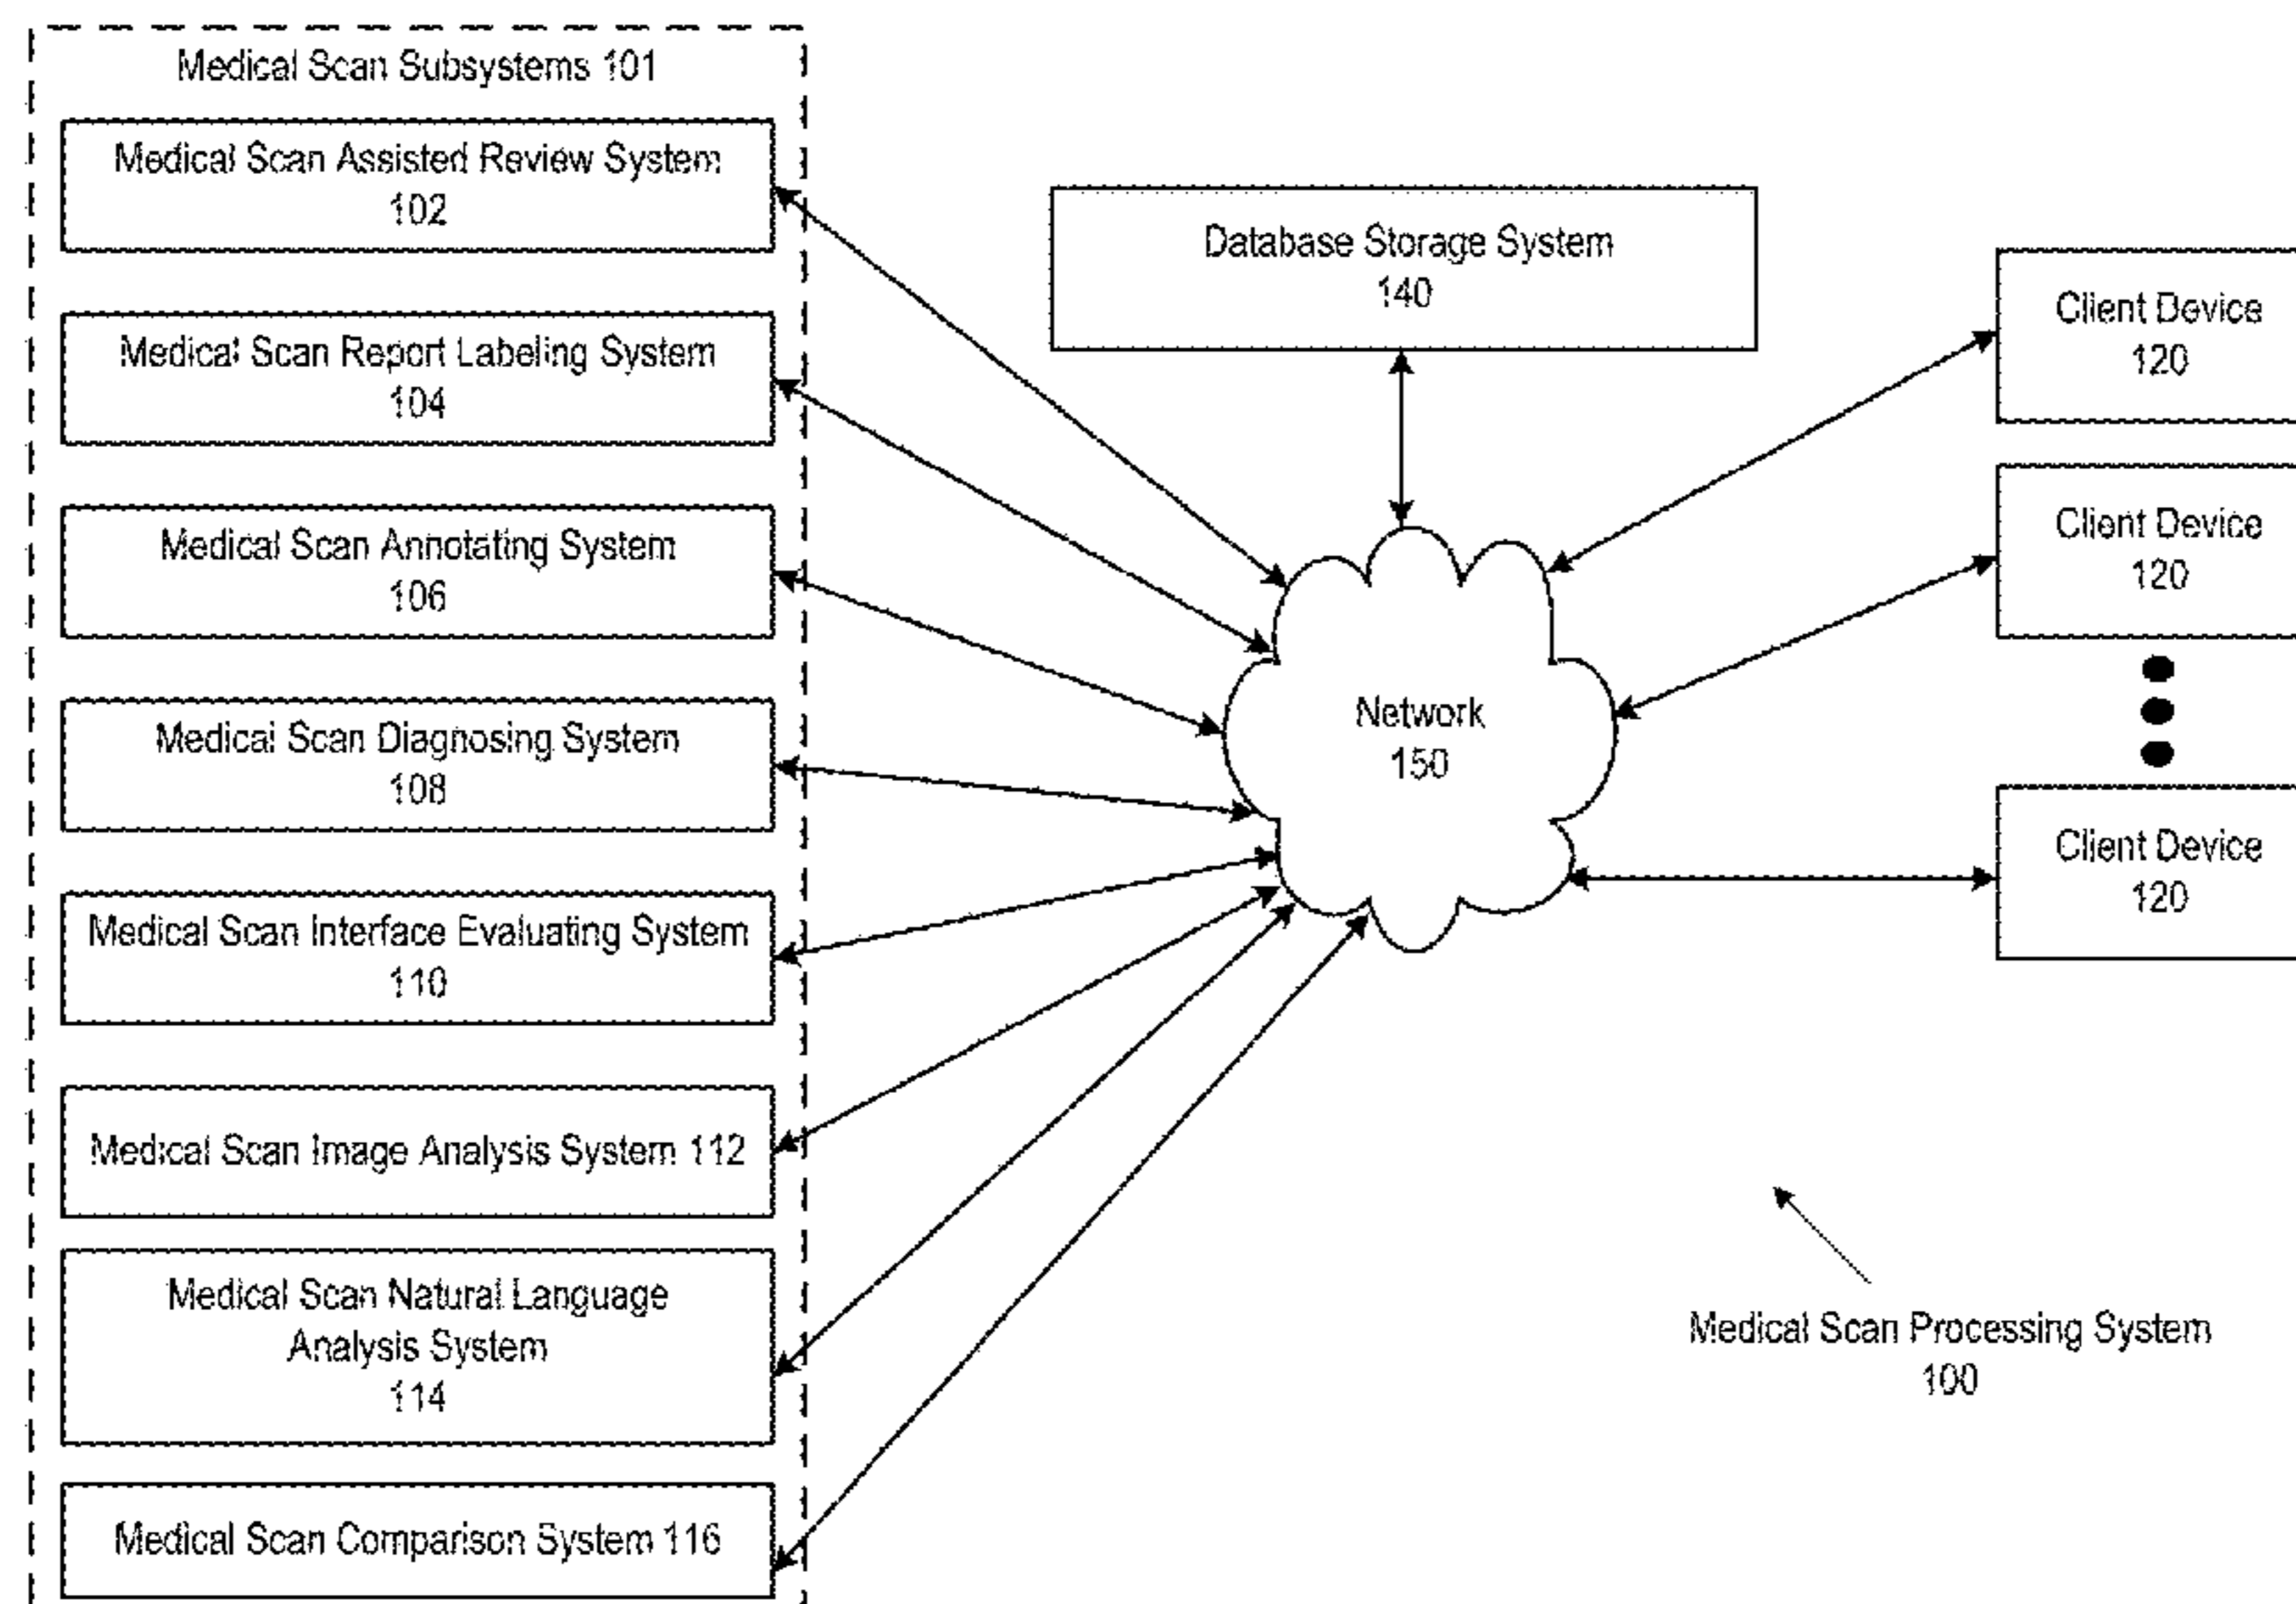 Medical Scan Subsystems 101
Medical Scan Assisted Review System
102
Medical Scan Report Labeling System
104
Medical Scan Annotating System
106
Medical Scan Diagnosing System
108
Medical Scan Interface Evaluating System
110
Medical Scan Image Analysis System 112
Medical Scan Natural Language
Analysis System
114
Medical Scan Comparison System 116
Database Storage System
140
Network
150
Client Device
120
Client Device
120
Client Device
120
Medical Scan Processing System
100